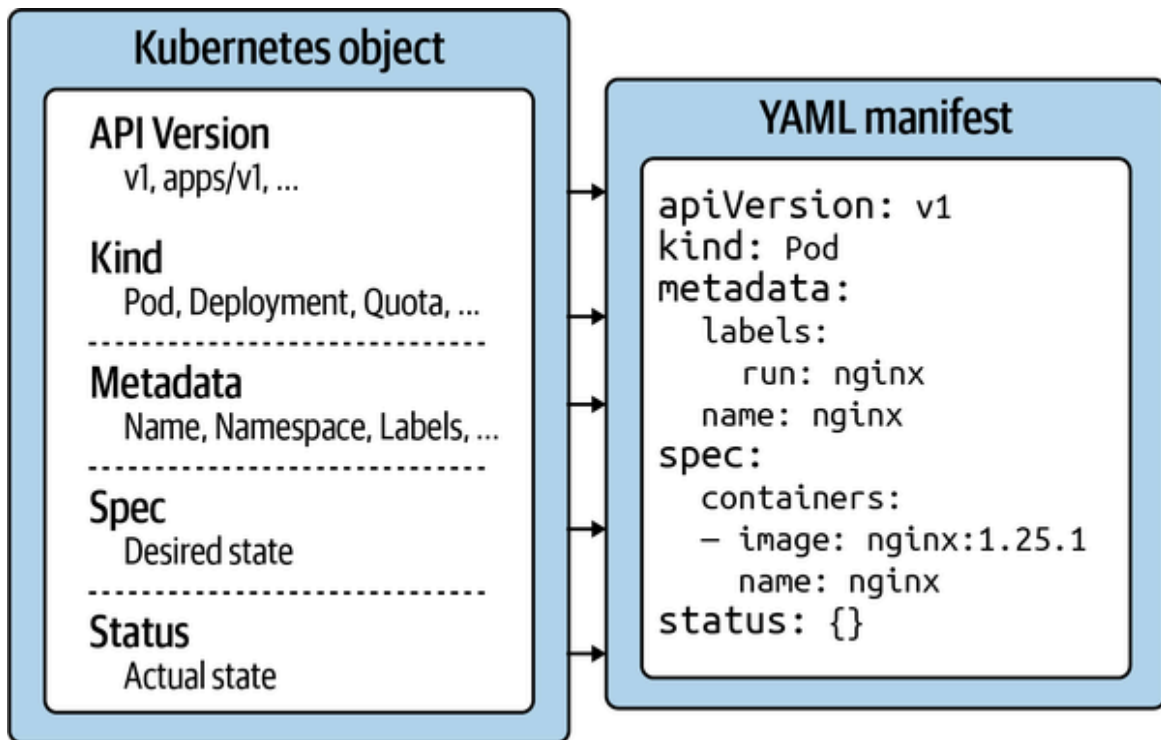 Kubernetes object
API Version
v1, apps/v1, ...
Kind
Pod, Deployment, Quota, ...
Metadata
Name, Namespace, Labels, ...
Spec
Desired state
Status
Actual state
YAML manifest
apiVersion: v1
kind: Pod
metadata:
  labels:
    run: nginx
  name: nginx
spec:
  containers:
  – image: nginx:1.25.1
    name: nginx
status: {}